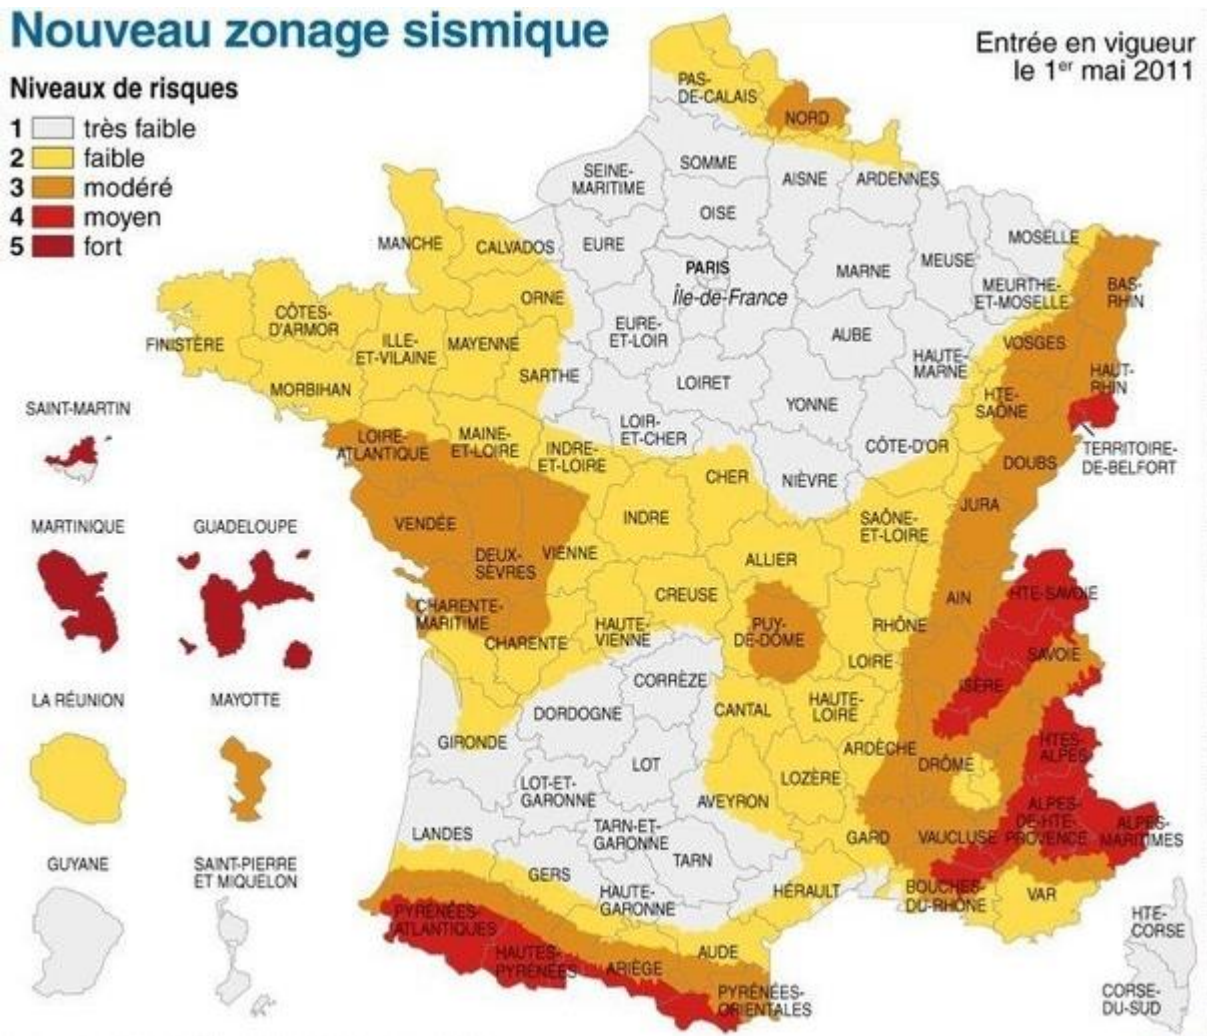 Nouveau zonage sismique
Entrée en vigueur
le 1er mai 2011
Niveaux de risques
1 très faible
2 faible
3 modéré
4 moyen
5 fort
PAS-
DE-CALAIS
NORD
SOMME
SEINE-
MARITIME
AISNE
ARDENNES
OISE
MANCHE
CALVADOS
EURE
MOSELLE
MEUSE
PARIS
MARNE
Île-de-France
MEURTHE-
ET-MOSELLE
BAS-
RHIN
ORNE
CÔTES-
D'ARMOR
FINISTÈRE
ILLE-
ET-VILAINE
MAYENNE
EURE-
ET-LOIR
AUBE
VOSGES
HAUTE-
MARNE
HAUT-
RHIN
MORBIHAN
SARTHE
LOIRET
YONNE
HTE-
SAÔNE
SAINT-MARTIN
LOIRE-
ATLANTIQUE
MAINE-
ET-LOIRE
INDRE-
ET-LOIRE
LOIR-
ET-CHER
CÔTE-D'OR
TERRITOIRE-
DE-BELFORT
CHER
NIÈVRE
DOUBS
MARTINIQUE
GUADELOUPE
VENDÉE
INDRE
SAÔNE-
ET-LOIRE
JURA
DEUX-
SÈVRES
VIENNE
ALLIER
CHARENTE-
MARITIME
CREUSE
AIN
HTE-SAVOIE
CHARENTE
HAUTE-
VIENNE
PUY-
DE-DÔME
RHÔNE
LOIRE
SAVOIE
LA RÉUNION
MAYOTTE
CORRÈZE
ISÈRE
DORDOGNE
CANTAL
HAUTE-
LOIRE
GIRONDE
ARDÈCHE
DRÔME
HTES-
ALPES
LOT
LOT-ET-
GARONNE
LOZÈRE
AVEYRON
LANDES
TARN-ET-
GARONNE
TARN
GARD
VAUCLUSE
ALPES-
DE-HTE-
PROVENCE
ALPES-
MARITIMES
GUYANE
SAINT-PIERRE
ET MIQUELON
GERS
HAUTE-
GARONNE
HÉRAULT
BOUCHES-
DU-RHÔNE
VAR
PYRÉNÉES-
ATLANTIQUES
HAUTES-
PYRÉNÉES
ARIÈGE
AUDE
PYRÉNÉES-
ORIENTALES
HTE-
CORSE
CORSE-
DU-SUD